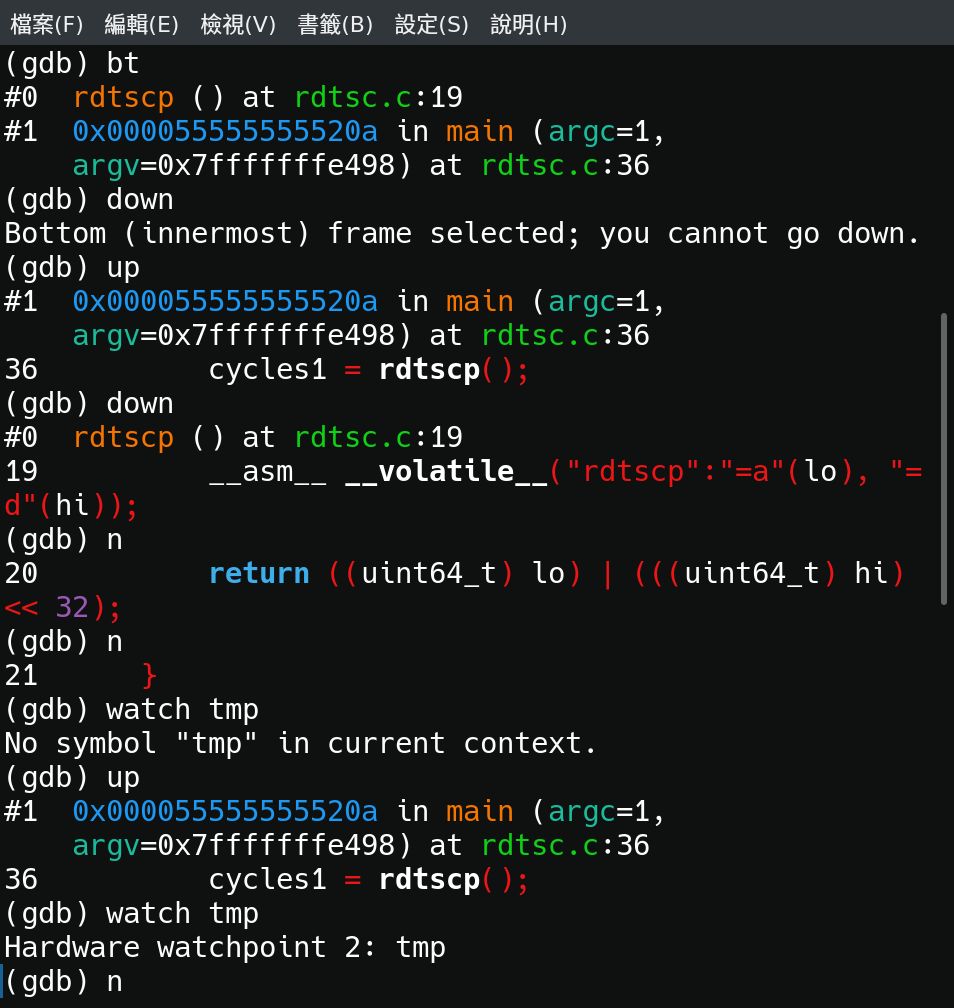 檔案(F) 編輯(E) 檢視(V) 書籤(B) 設定(S) 說明(H)
(gdb) bt
#0  rdtscp () at rdtsc.c:19
#1  0x000055555555520a in main (argc=1,
    argv=0x7fffffffe498) at rdtsc.c:36
(gdb) down
Bottom (innermost) frame selected; you cannot go down.
(gdb) up
#1  0x000055555555520a in main (argc=1,
    argv=0x7fffffffe498) at rdtsc.c:36
36          cycles1 = rdtscp();
(gdb) down
#0  rdtscp () at rdtsc.c:19
19          __asm__ __volatile__("rdtscp":"=a"(lo), "=
d"(hi));
(gdb) n
20          return ((uint64_t) lo) | (((uint64_t) hi)
<< 32);
(gdb) n
21      }
(gdb) watch tmp
No symbol "tmp" in current context.
(gdb) up
#1  0x000055555555520a in main (argc=1,
    argv=0x7fffffffe498) at rdtsc.c:36
36          cycles1 = rdtscp();
(gdb) watch tmp
Hardware watchpoint 2: tmp
(gdb) n